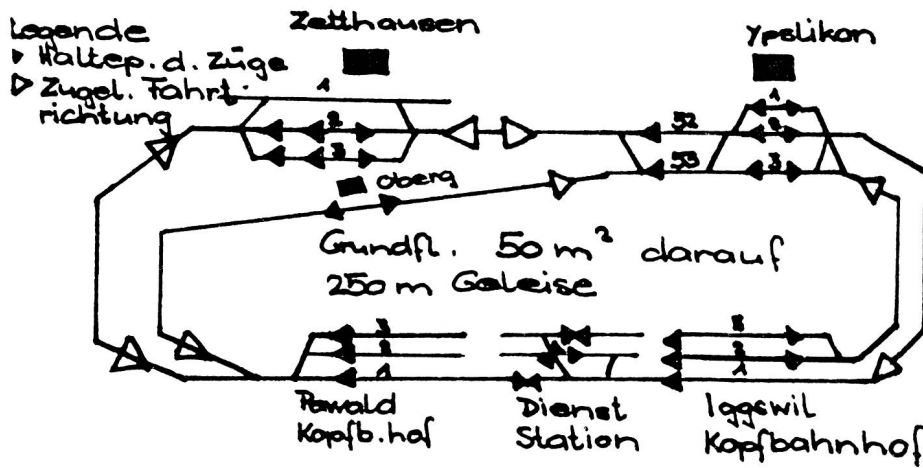 Legende
Haltep. d. Züge
Zugel. Fahrt-
richtung
Zetthausen
Ypslikon
1
2
3
52
53
1
2
3
Oberg
Grundfl. 50 m² darauf
250 m Geleise
3
2
1
3
2
1
Pewald
Kopfb.hof
Dienst
Station
Iggswil
Kopfbahnhof